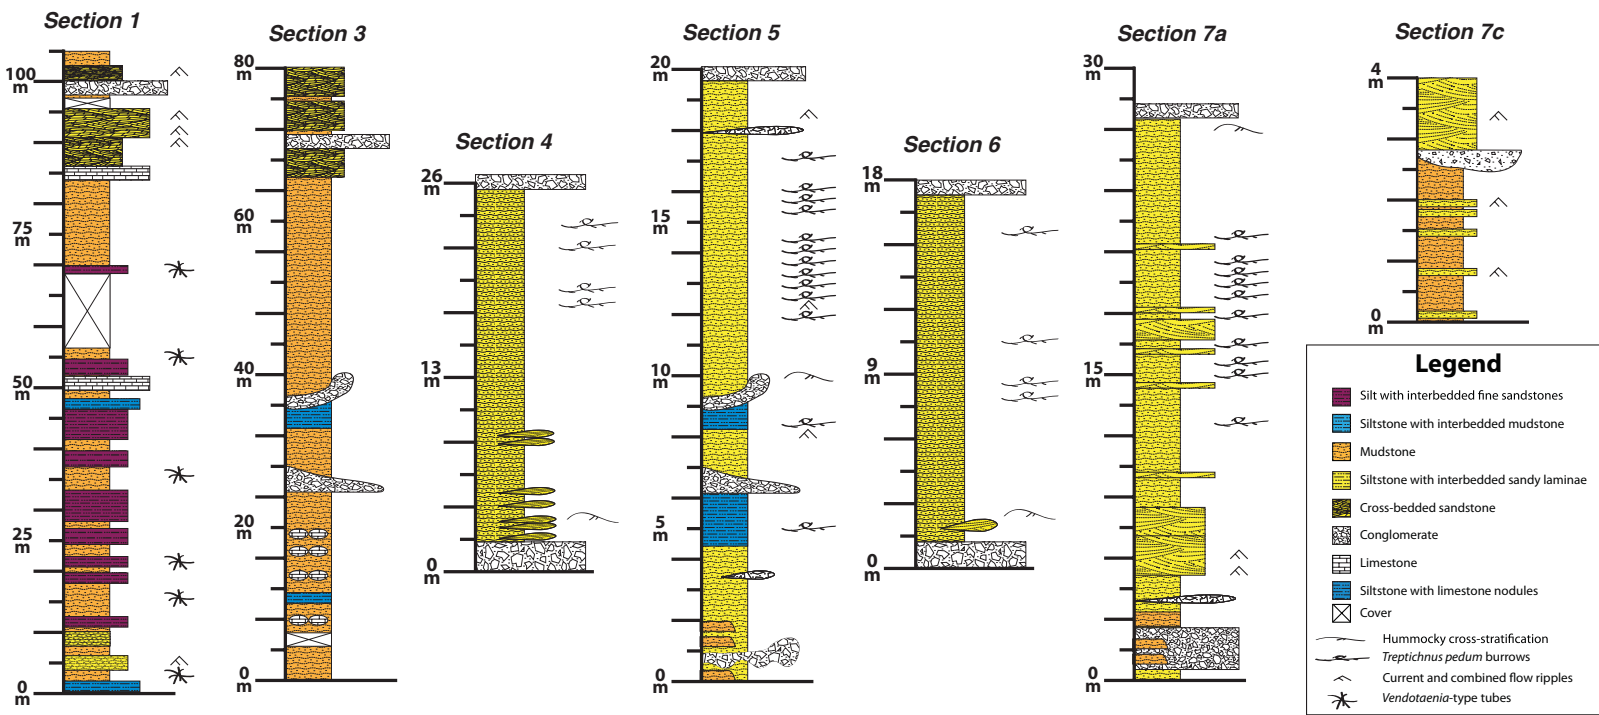 Section 1
100
m
75
m
50
m
25
m
0
m
Section 3
80
m
60
m
40
m
20
m
0
m
Section 4
26
m
13
m
0
m
Section 5
20
m
15
m
10
m
5
m
0
m
Section 6
18
m
9
m
0
m
Section 7a
30
m
15
m
0
m
Section 7c
4
m
0
m
Legend
Silt with interbedded fine sandstones
Siltstone with interbedded mudstone
Mudstone
Siltstone with interbedded sandy laminae
Cross-bedded sandstone
Conglomerate
Limestone
Siltstone with limestone nodules
Cover
Hummocky cross-stratification
Treptichnus pedum burrows
Current and combined flow ripples
Vendotaenia-type tubes